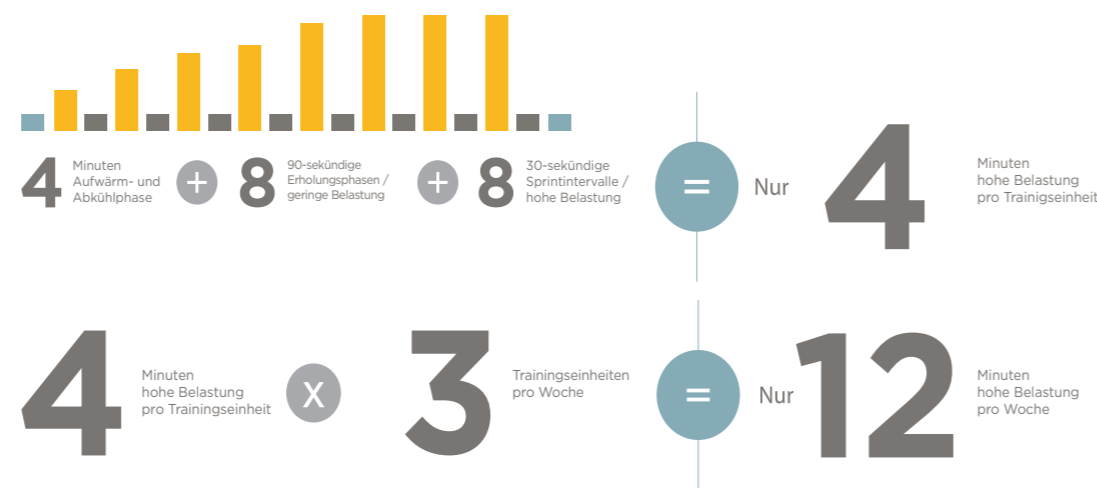 4
Minuten
Aufwärm- und
Abkühlphase
+
8
90-sekündige
Erholungsphasen /
geringe Belastung
+
8
30-sekündige
Sprintintervalle /
hohe Belastung
=
Nur
4
Minuten
hohe Belastung
pro Trainigseinheit
4
Minuten
hohe Belastung
pro Trainingseinheit
x
3
Trainingseinheiten
pro Woche
=
Nur
12
Minuten
hohe Belastung
pro Woche